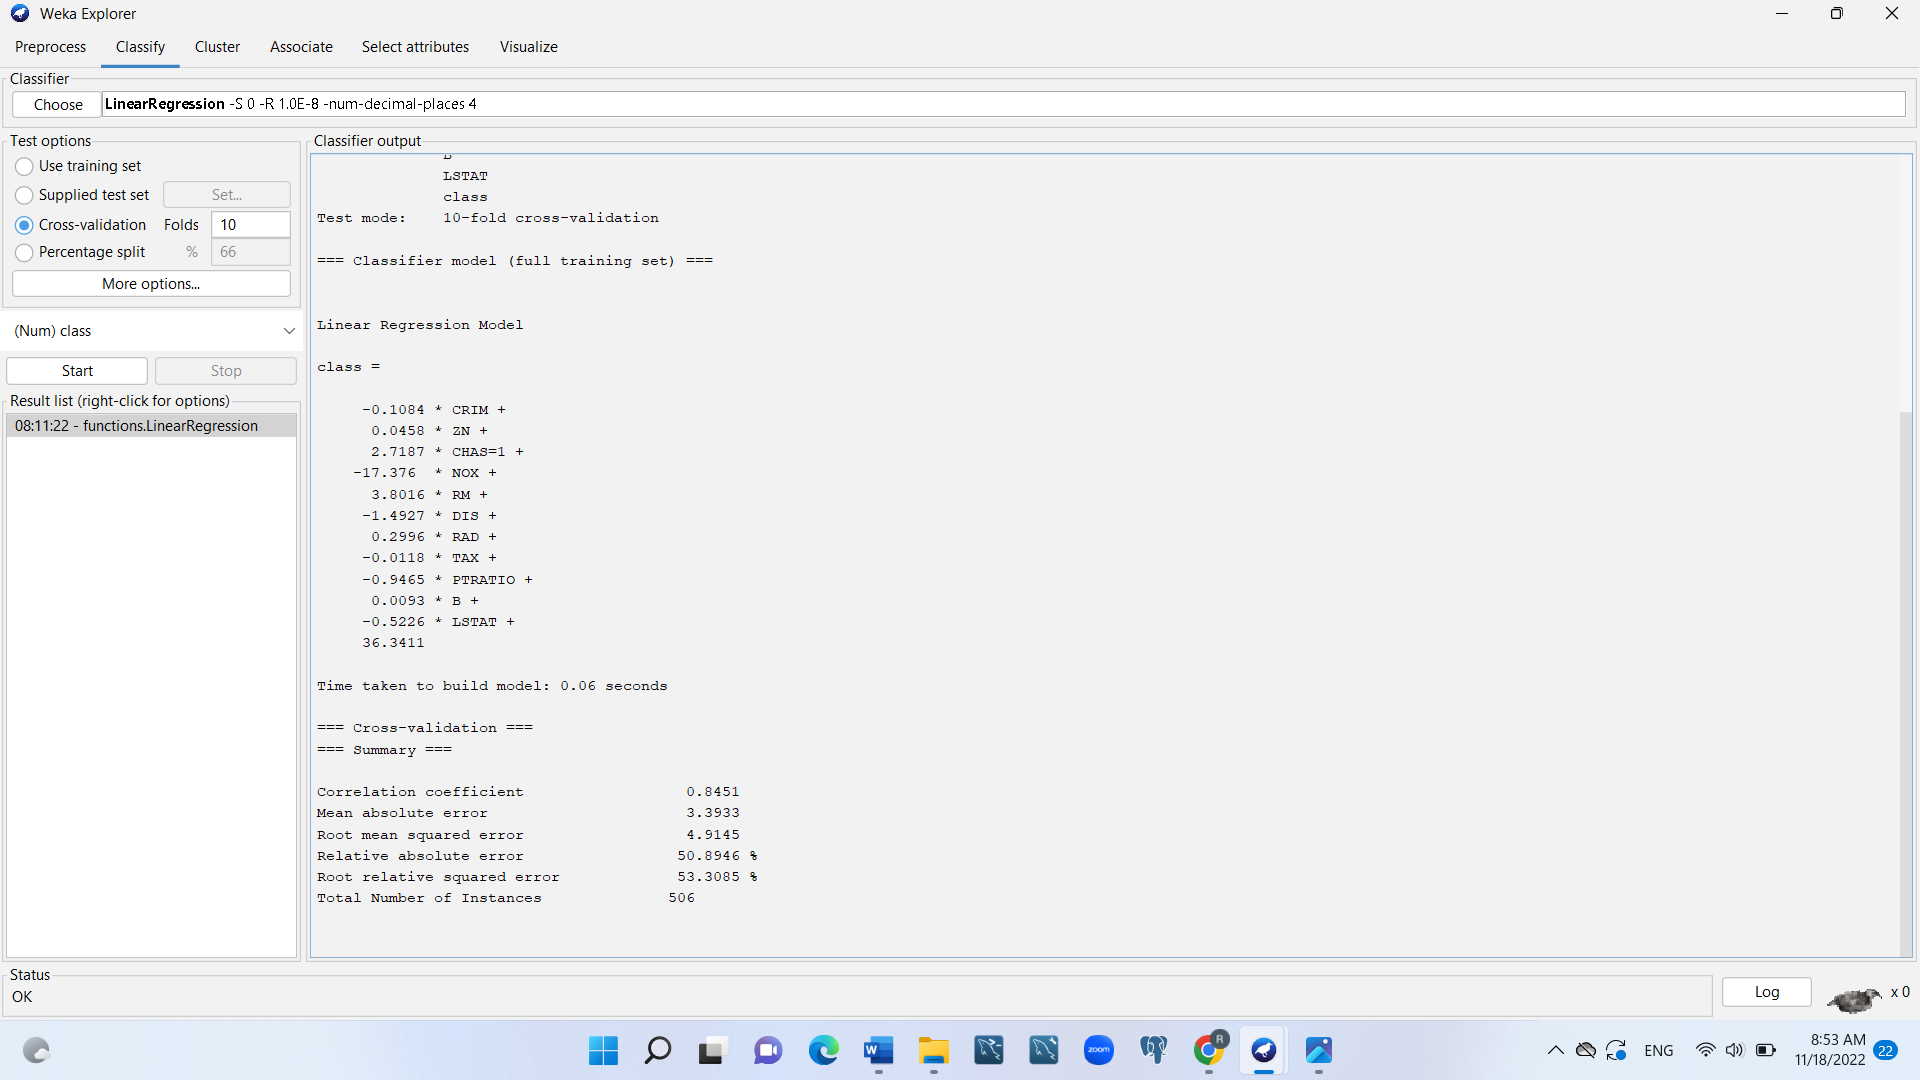 Weka Explorer
Preprocess Classify Cluster Associate Select attributes Visualize
Classifier
Choose LinearRegression -S 0 -R 1.0E-8 -num-decimal-places 4
Test options
Use training set
Supplied test set Set...
Cross-validation Folds 10
Percentage split % 66
More options...
(Num) class
Start Stop
Result list (right-click for options)
08:11:22 - functions.LinearRegression
Classifier output
LSTAT
class
Test mode: 10-fold cross-validation
=== Classifier model (full training set) ===
Linear Regression Model
class =
-0.1084 * CRIM +
0.0458 * ZN +
2.7187 * CHAS=1 +
-17.376 * NOX +
3.8016 * RM +
-1.4927 * DIS +
0.2996 * RAD +
-0.0118 * TAX +
-0.9465 * PTRATIO +
0.0093 * B +
-0.5226 * LSTAT +
36.3411
Time taken to build model: 0.06 seconds
=== Cross-validation ===
=== Summary ===
Correlation coefficient 0.8451
Mean absolute error 3.3933
Root mean squared error 4.9145
Relative absolute error 50.8946 %
Root relative squared error 53.3085 %
Total Number of Instances 506
Status
OK
Log
x 0
W
zoom
R
ENG
8:53 AM
11/18/2022
22